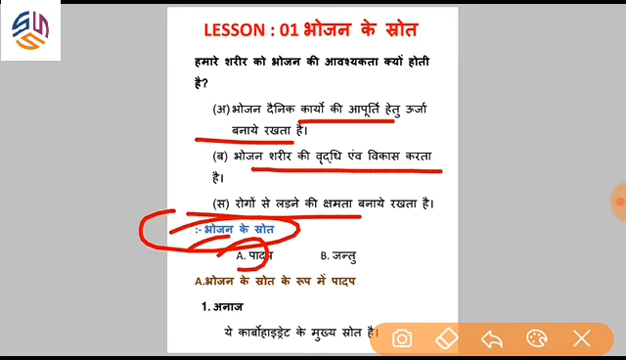 LESSON : 01 भोजन के स्रोत
हमारे शरीर को भोजन की आवश्यकता क्यों होती
है?
(अ) भोजन दैनिक कार्यो की आपूर्ति हेतु ऊर्जा
बनाये रखता है।
(ब) भोजन शरीर की वृद्धि एंव विकास करता
है।
(स) रोगों से लडने की क्षमता बनाये रखता है।
:- भोजन के स्रोत
A. पादप B. जन्तु
A.भोजन के स्रोत के रूप में पादप
1. अनाज
ये कार्बोहाइड्रेट के मुख्य स्रोत है।